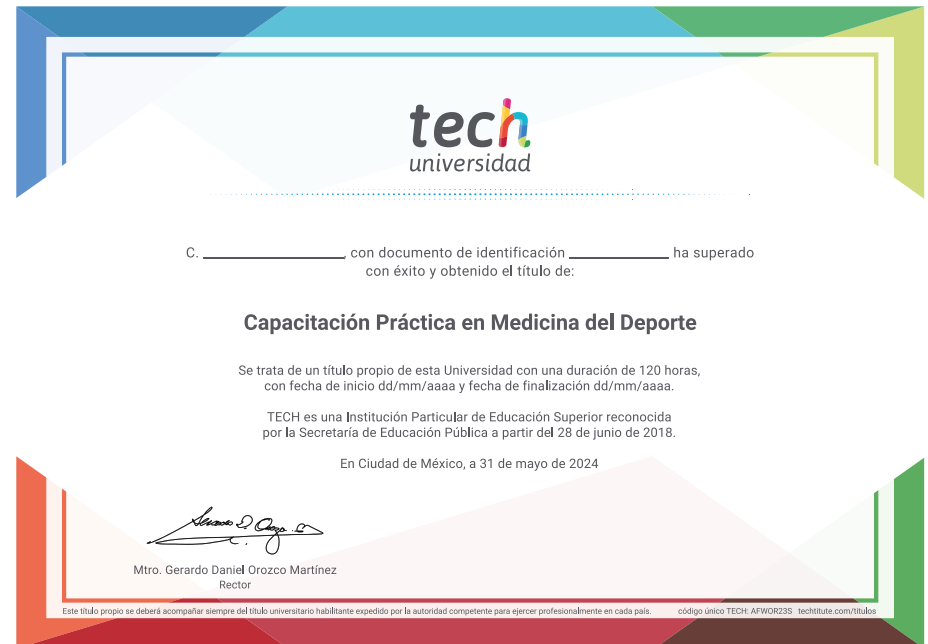 tech
universidad
C. ____________, con documento de identificación ____________ ha superado
con éxito y obtenido el título de:
Capacitación Práctica en Medicina del Deporte
Se trata de un título propio de esta Universidad con una duración de 120 horas,
con fecha de inicio dd/mm/aaaa y fecha de finalización dd/mm/aaaa.
TECH es una Institución Particular de Educación Superior reconocida
por la Secretaría de Educación Pública a partir del 28 de junio de 2018.
En Ciudad de México, a 31 de mayo de 2024
Mtro. Gerardo Daniel Orozco Martínez
Rector
Este título propio se deberá acompañar siempre del título universitario habilitante expedido por la autoridad competente para ejercer profesionalmente en cada país. código único TECH: AFWOR23S techtitute.com/titulos